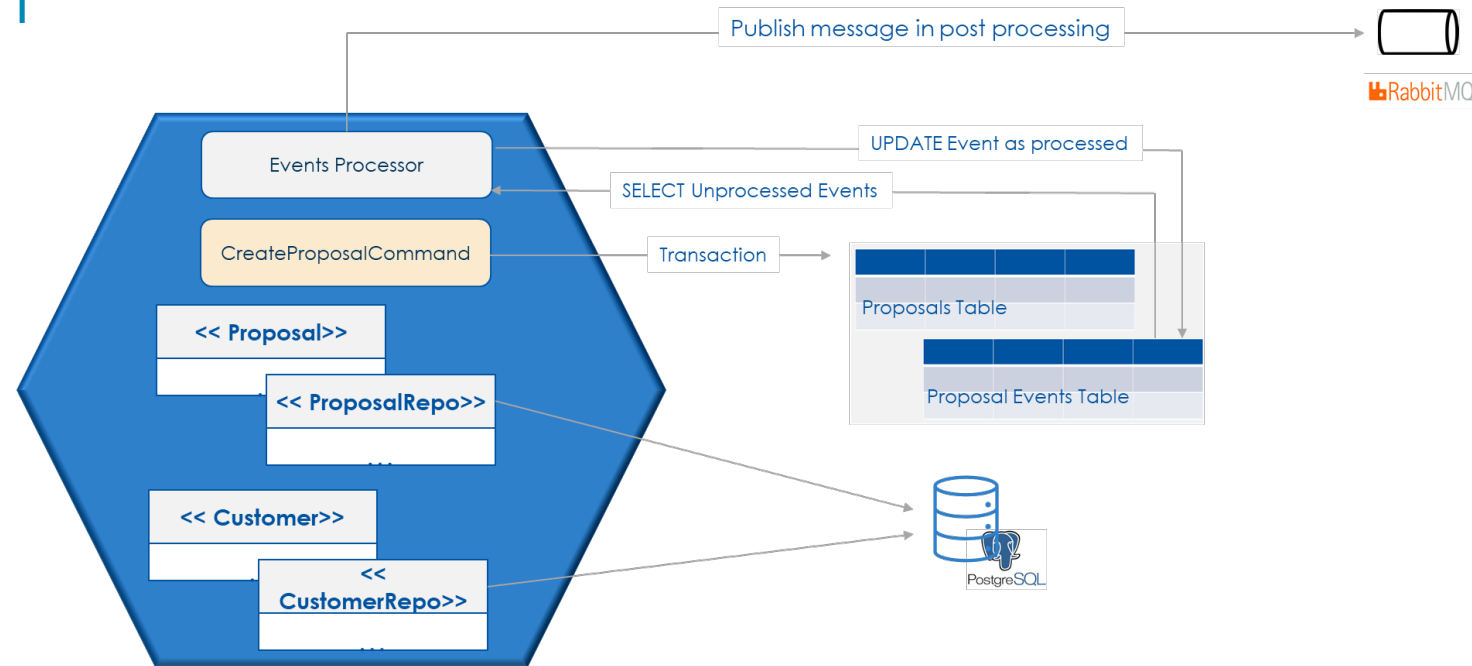 Publish message in post processing
RabbitMQ
UPDATE Event as processed
Events Processor
SELECT Unprocessed Events
CreateProposalCommand
Transaction
Proposals Table
<< Proposal>>
<< ProposalRepo>>
...
Proposal Events Table
<< Customer>>
<<
CustomerRepo>>
...
PostgreSQL